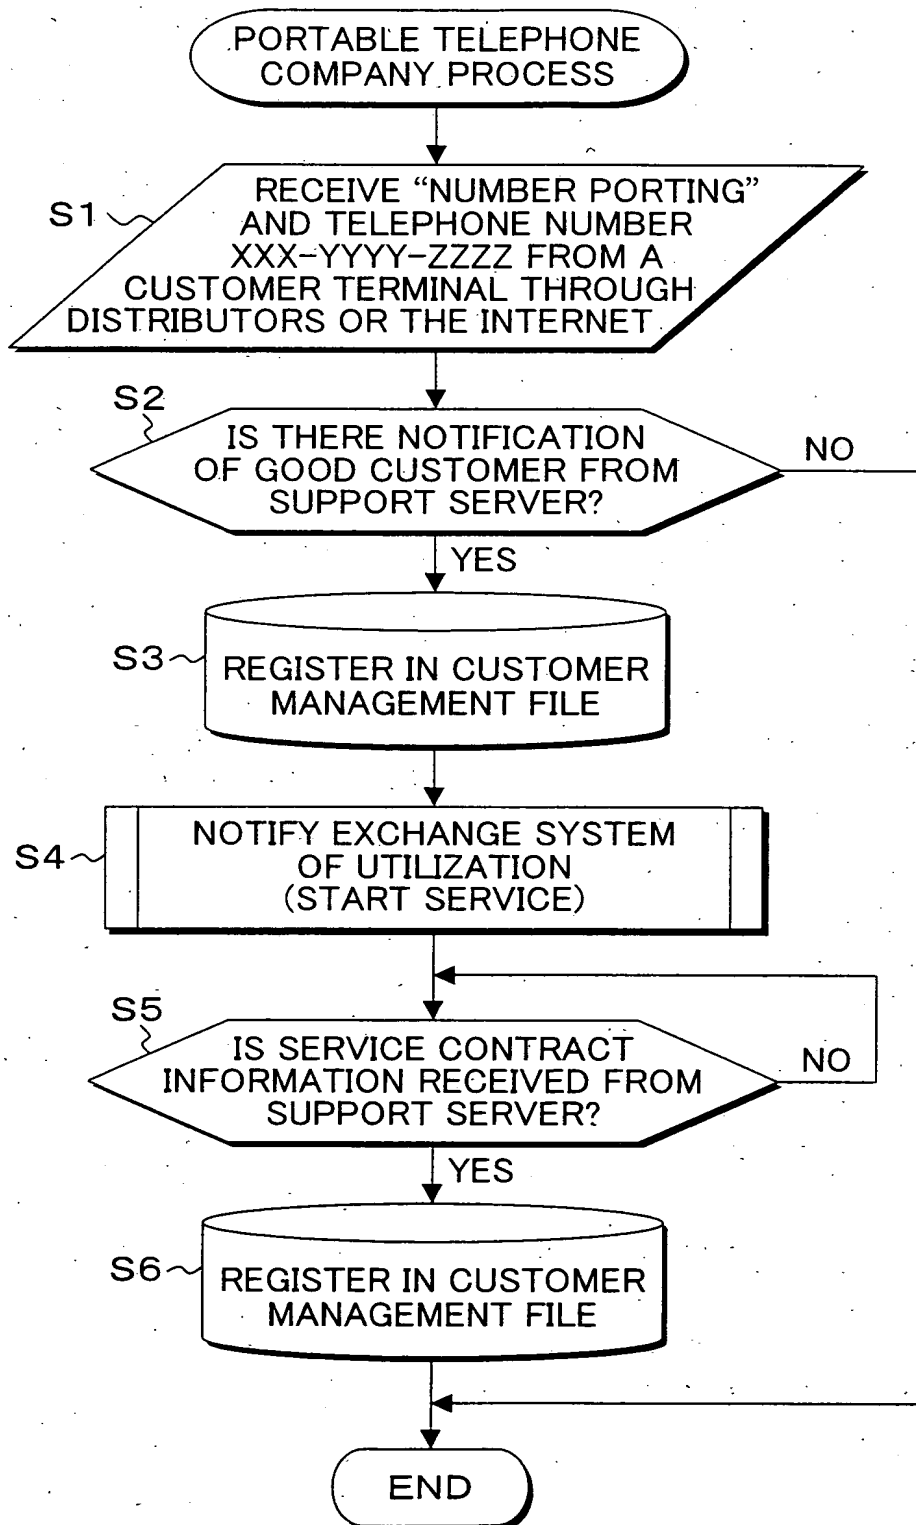 PORTABLE TELEPHONE
COMPANY PROCESS
S1
RECEIVE “NUMBER PORTING”
AND TELEPHONE NUMBER
XXX-YYYY-ZZZZ FROM A
CUSTOMER TERMINAL THROUGH
DISTRIBUTORS OR THE INTERNET
S2
IS THERE NOTIFICATION
OF GOOD CUSTOMER FROM
SUPPORT SERVER?
NO
YES
S3
REGISTER IN CUSTOMER
MANAGEMENT FILE
S4
NOTIFY EXCHANGE SYSTEM
OF UTILIZATION
(START SERVICE)
S5
IS SERVICE CONTRACT
INFORMATION RECEIVED FROM
SUPPORT SERVER?
NO
YES
S6
REGISTER IN CUSTOMER
MANAGEMENT FILE
END